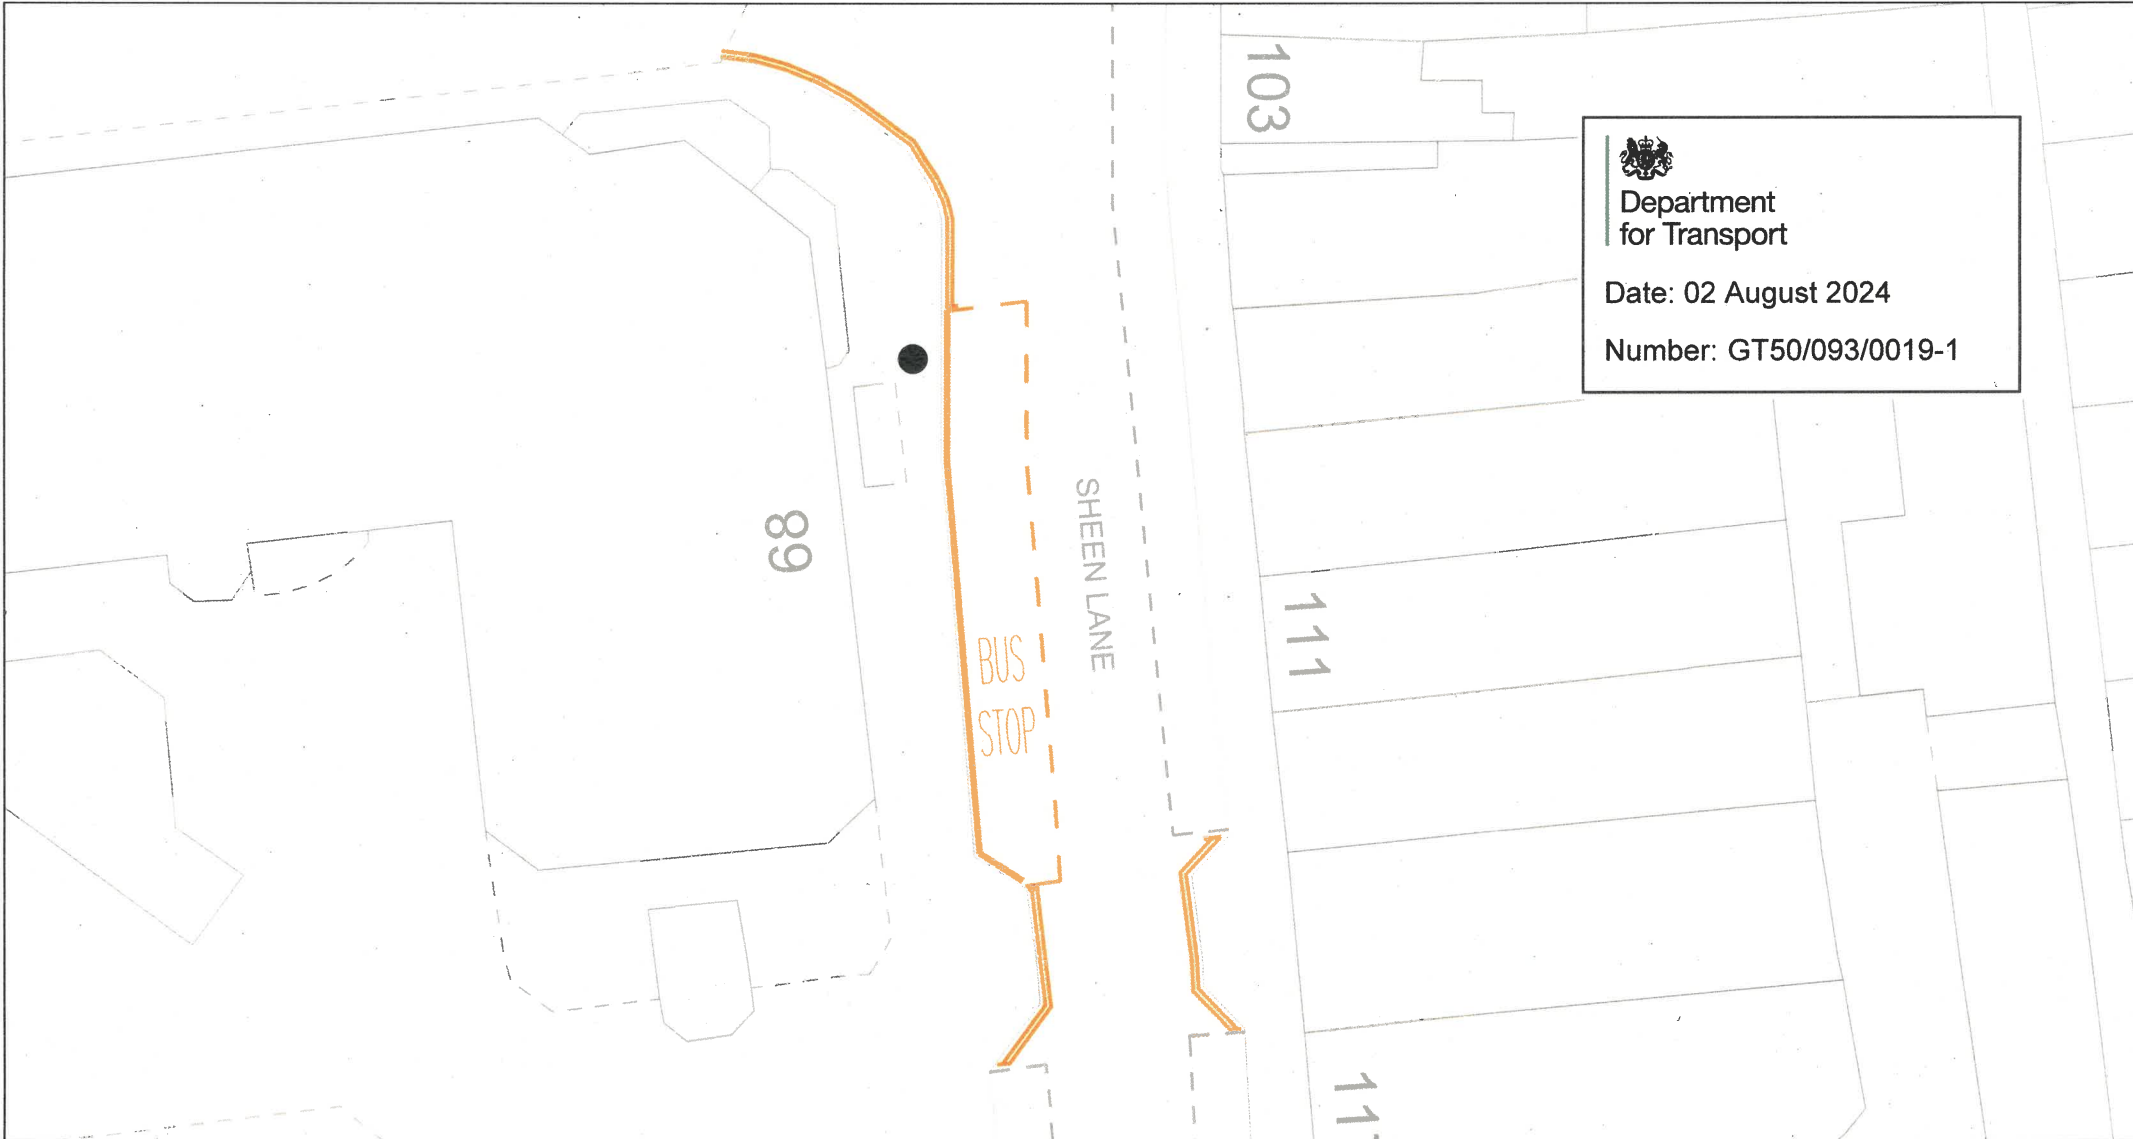 103
Department
for Transport
Date: 02 August 2024
Number: GT50/093/0019-1
89
SHEEN LANE
111
BUS
STOP